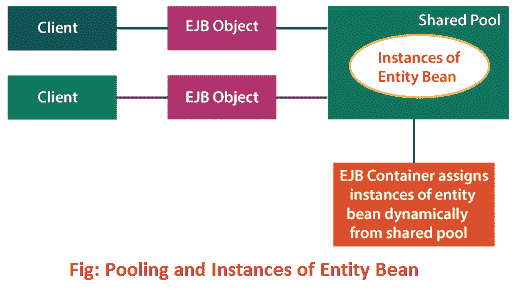 Client
EJB Object
Shared Pool
Instances of
Entity Bean
Client
EJB Object
EJB Container assigns
instances of entity
bean dynamically
from shared pool
Fig: Pooling and Instances of Entity Bean